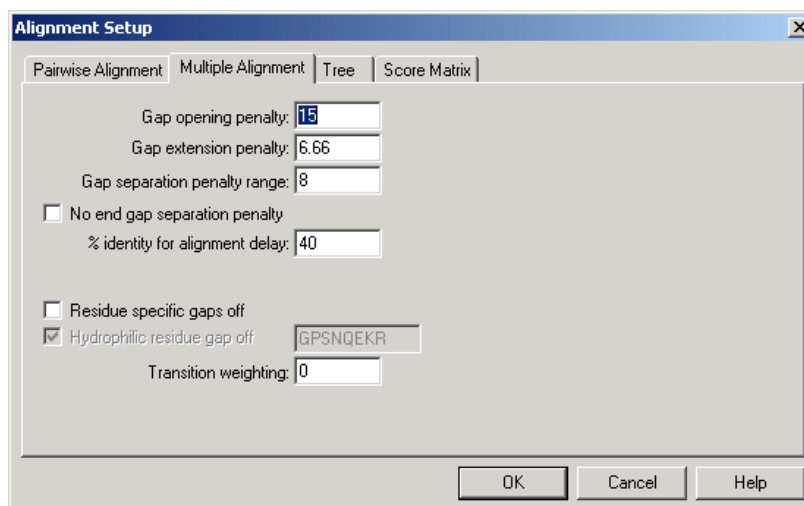 Alignment Setup
Pairwise Alignment Multiple Alignment Tree Score Matrix
Gap opening penalty: 15
Gap extension penalty: 6.66
Gap separation penalty range: 8
No end gap separation penalty
% identity for alignment delay: 40
Residue specific gaps off
Hydrophilic residue gap off GPSNQEKR
Transition weighting: 0
OK Cancel Help